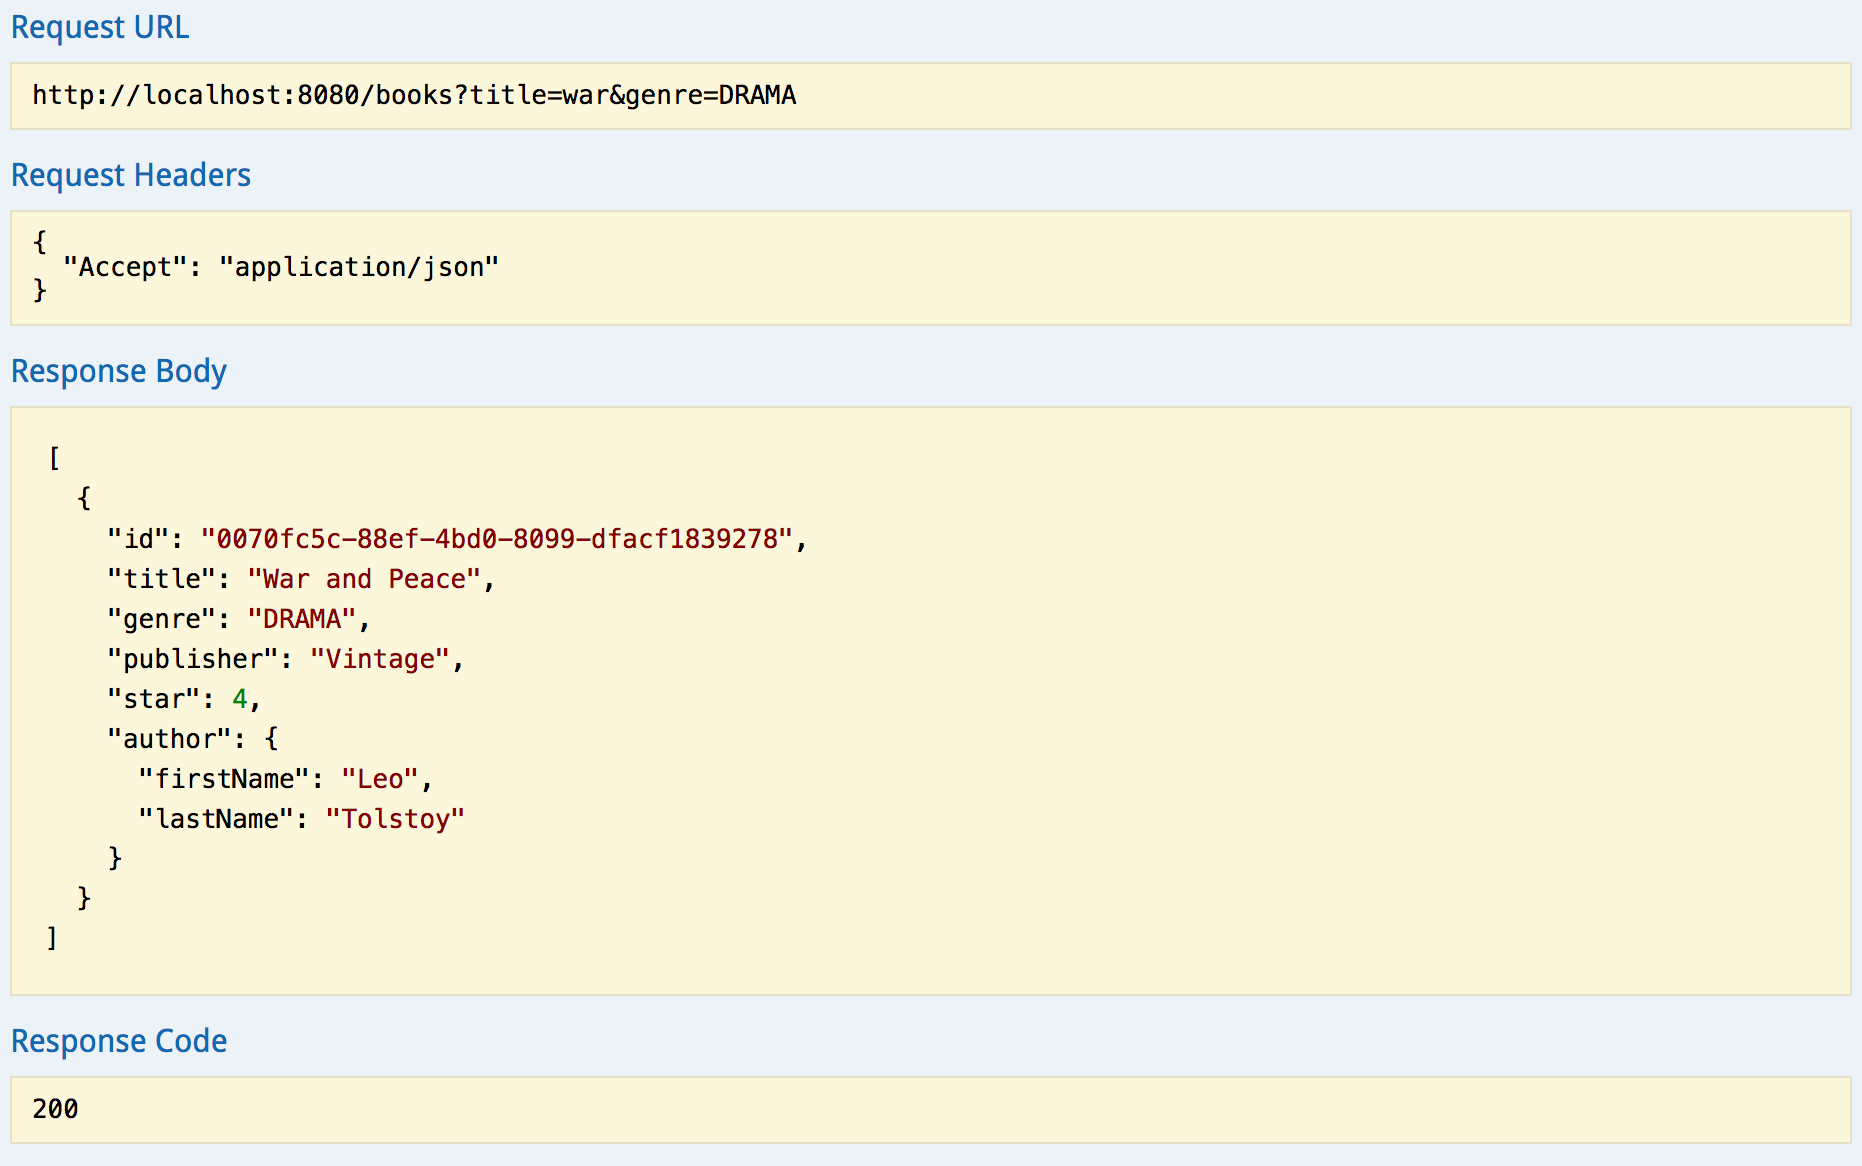 Request URL
http://localhost:8080/books?title=war&genre=DRAMA
Request Headers
{
  "Accept": "application/json"
}
Response Body
[
  {
    "id": "0070fc5c-88ef-4bd0-8099-dfacf1839278",
    "title": "War and Peace",
    "genre": "DRAMA",
    "publisher": "Vintage",
    "star": 4,
    "author": {
      "firstName": "Leo",
      "lastName": "Tolstoy"
    }
  }
]
Response Code
200